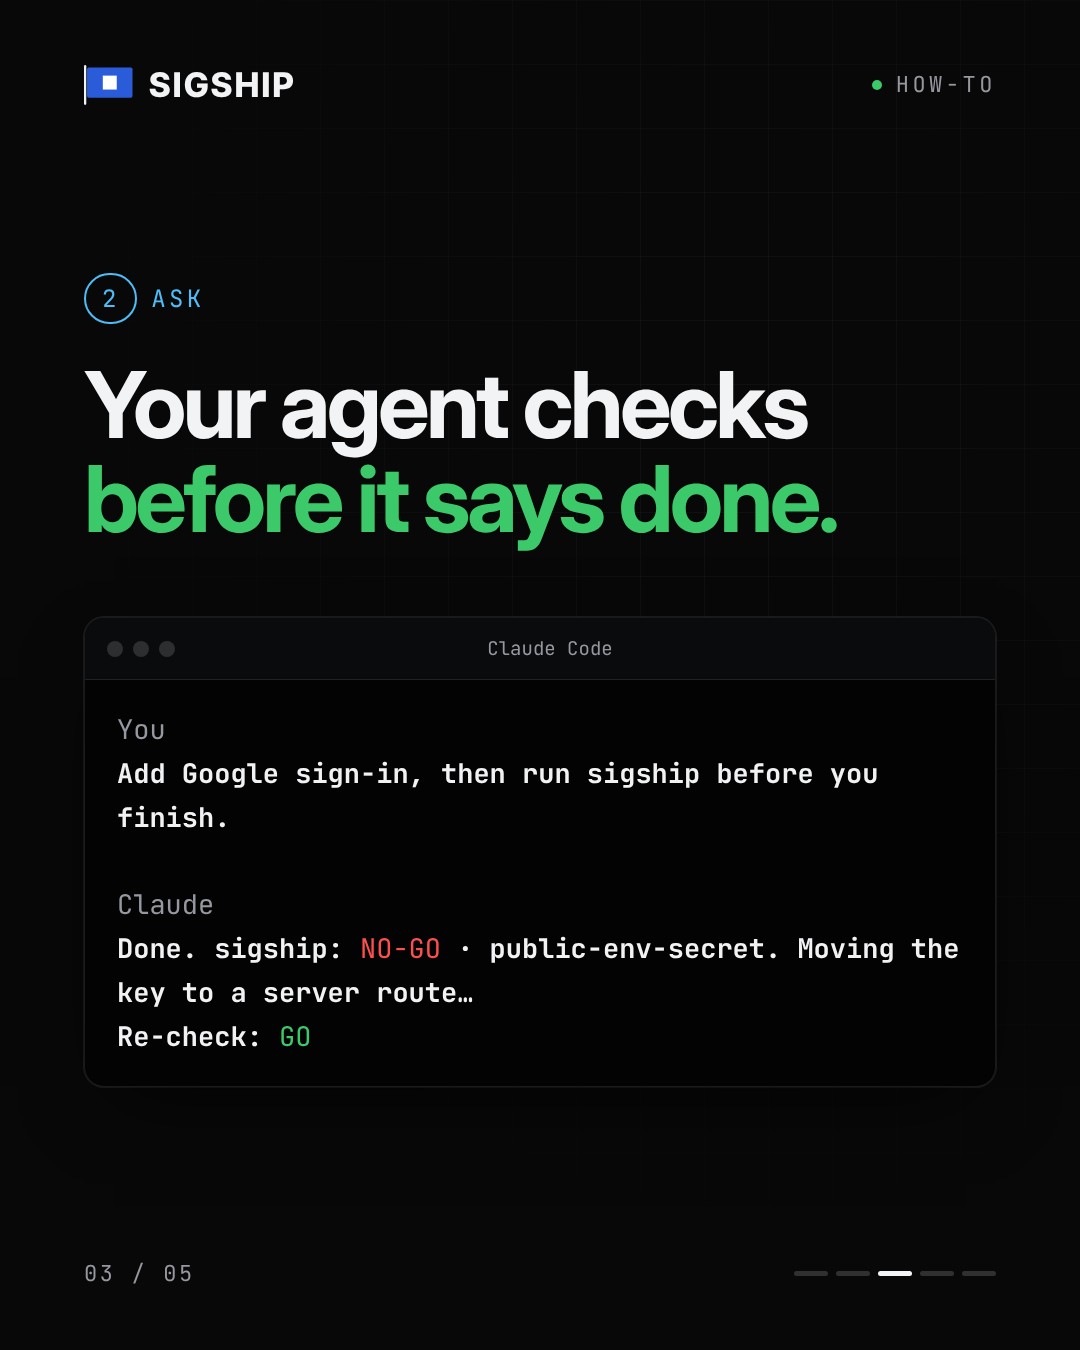 SIGSHIP
HOW-TO
2 ASK
Your agent checks
before it says done.
Claude Code
You
Add Google sign-in, then run sigship before you
finish.
Claude
Done. sigship: NO-GO · public-env-secret. Moving the
key to a server route…
Re-check: GO
03 / 05